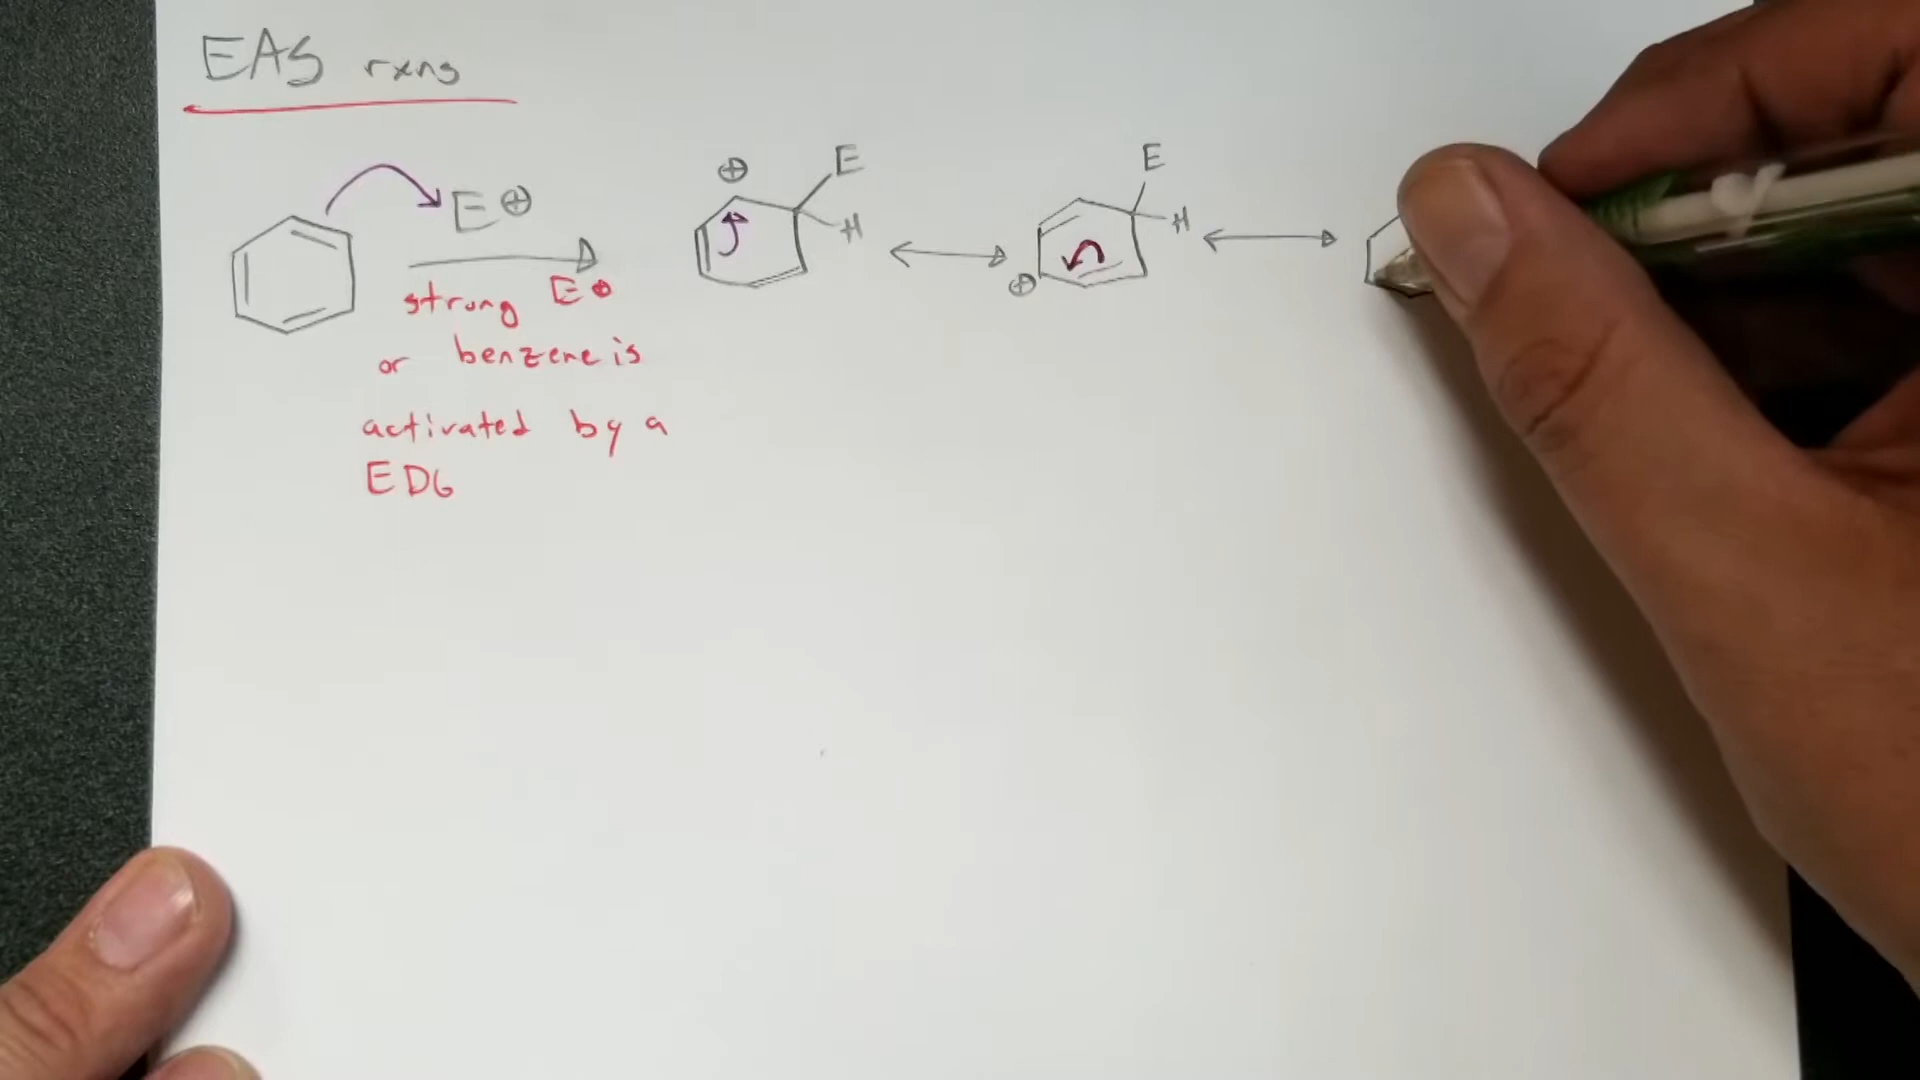 EAS rxns
E⊕
strong E⊕
or benzene is
activated by a
EDG
⊕ E
H
E
H
⊕